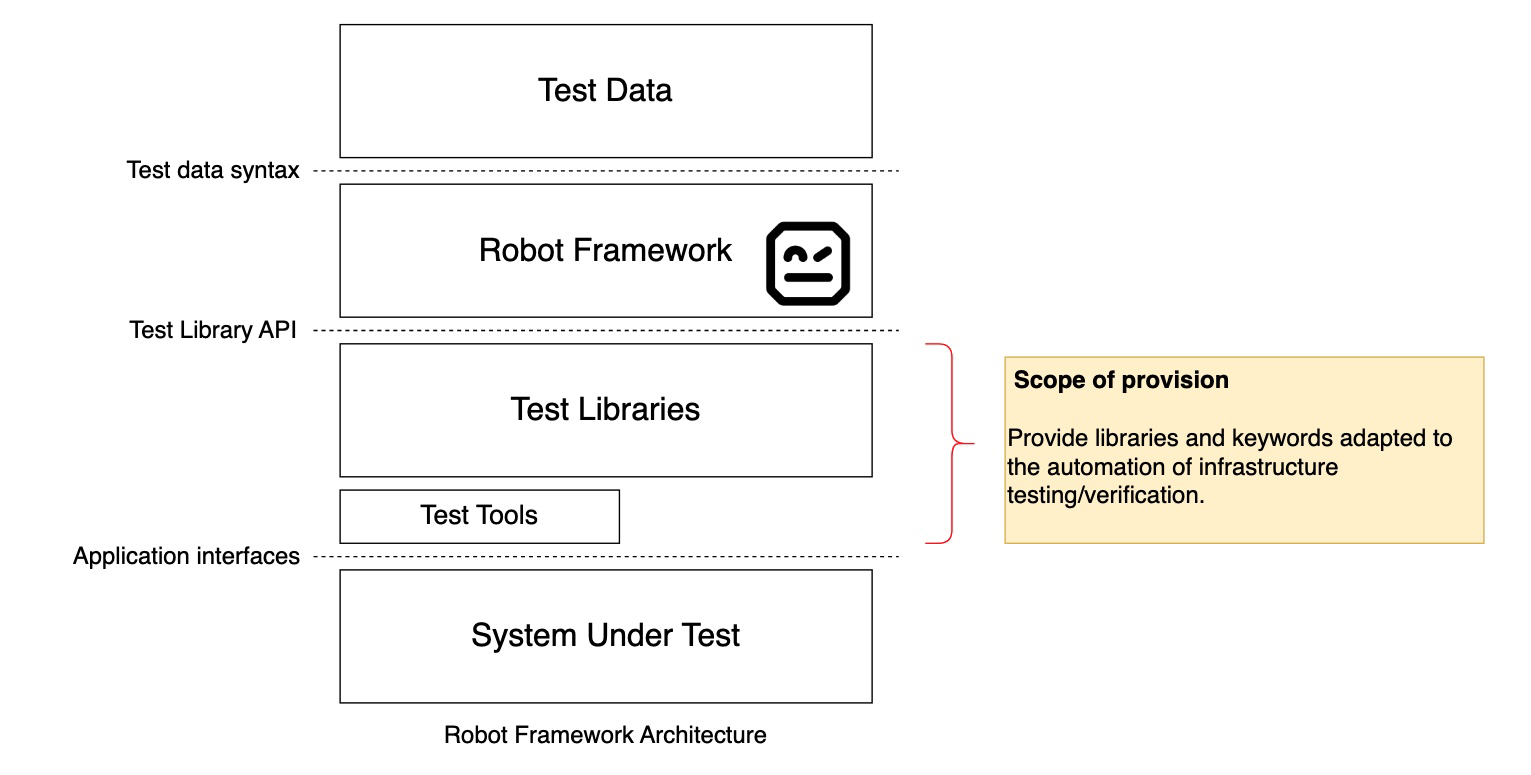 Test Data
Test data syntax
Robot Framework
Test Library API
Test Libraries
Scope of provision
Provide libraries and keywords adapted to
the automation of infrastructure
testing/verification.
Test Tools
Application interfaces
System Under Test
Robot Framework Architecture